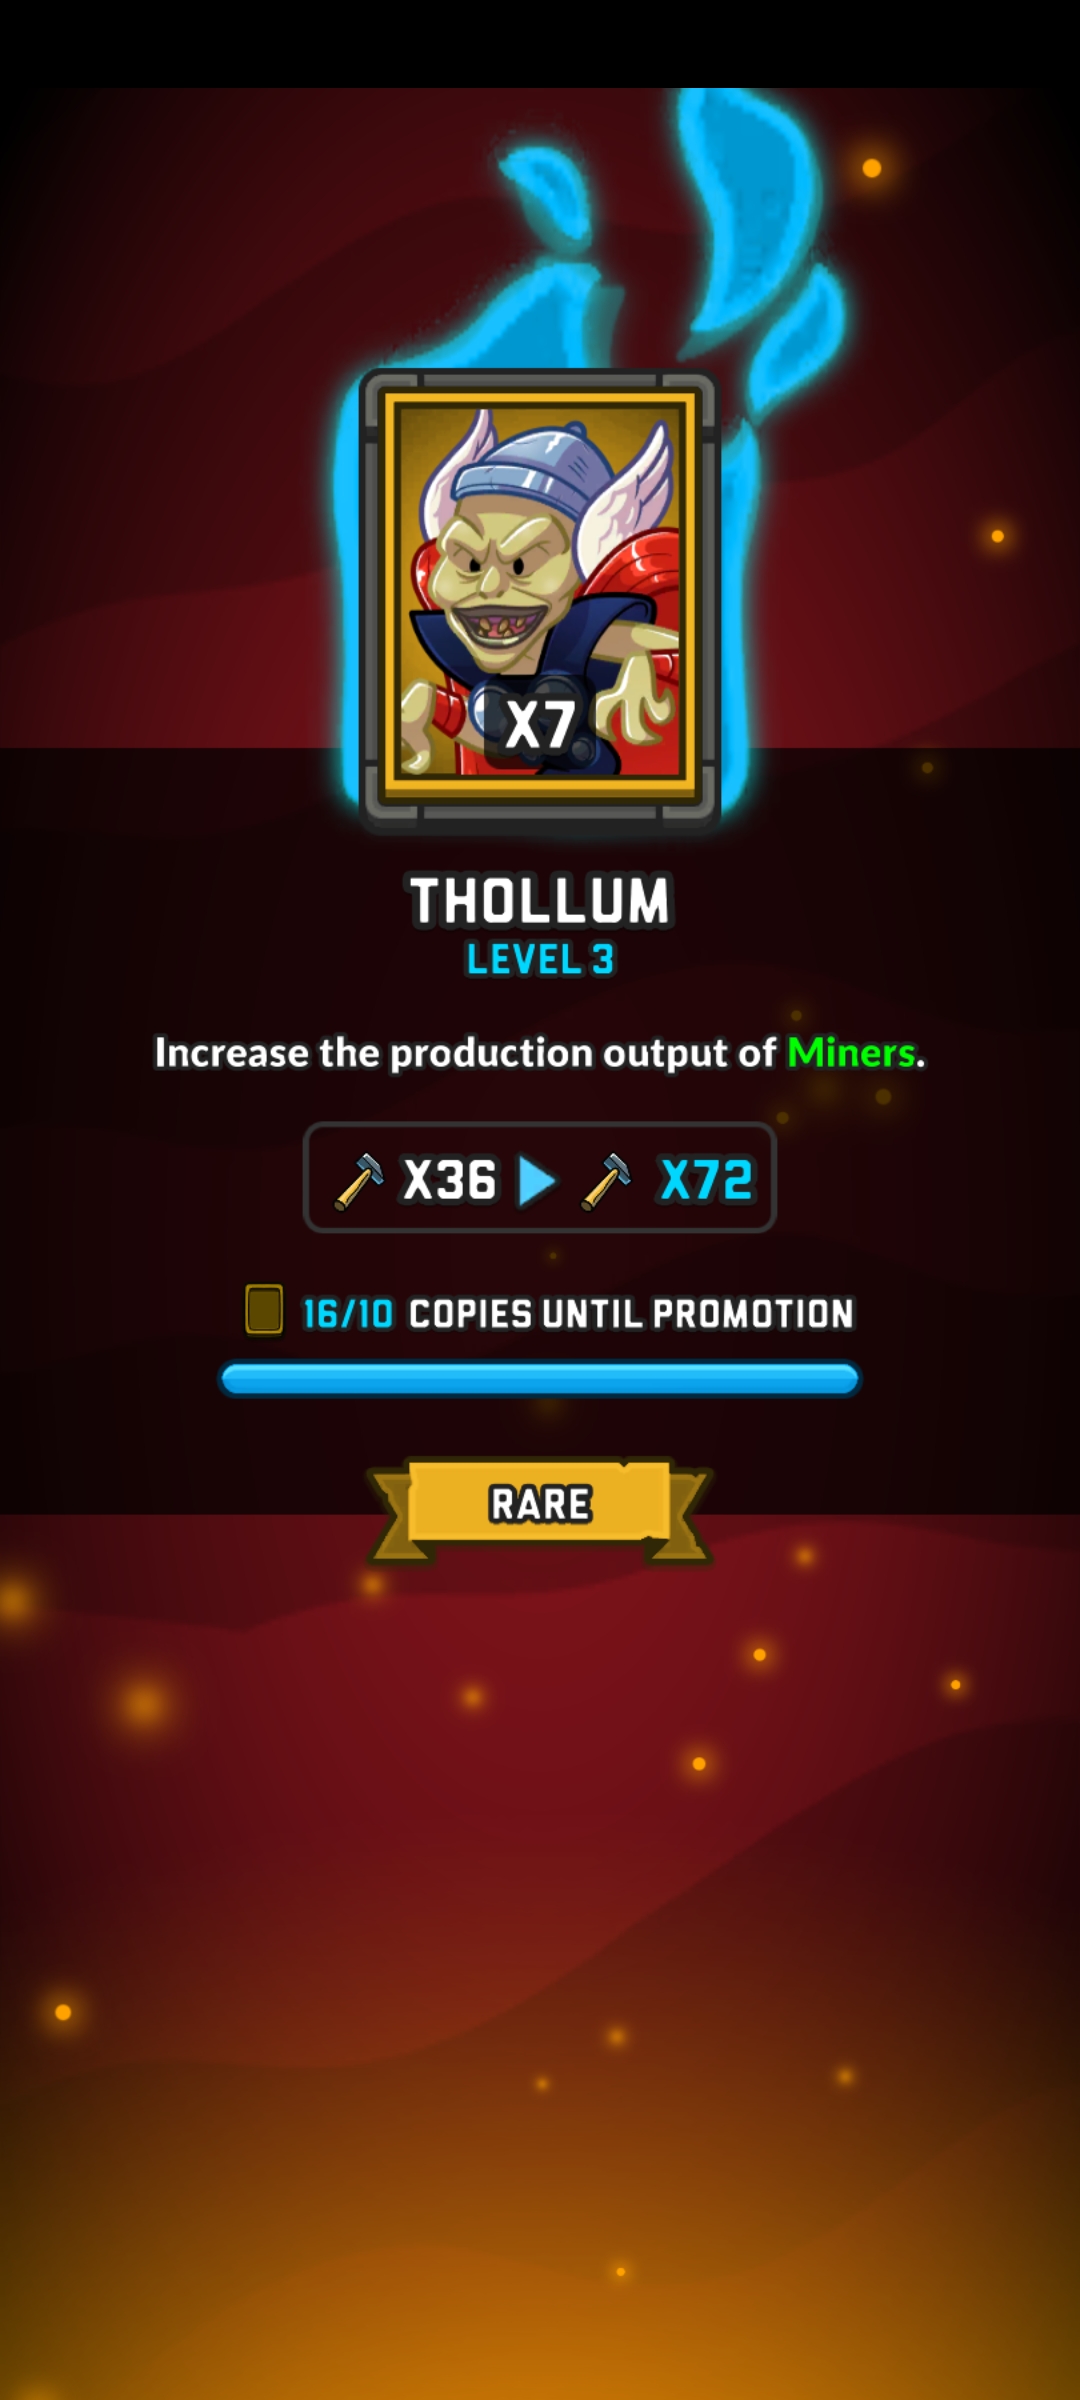 X7
THOLLUM
LEVEL 3
Increase the production output of Miners.
X36 X72
16/10 COPIES UNTIL PROMOTION
RARE